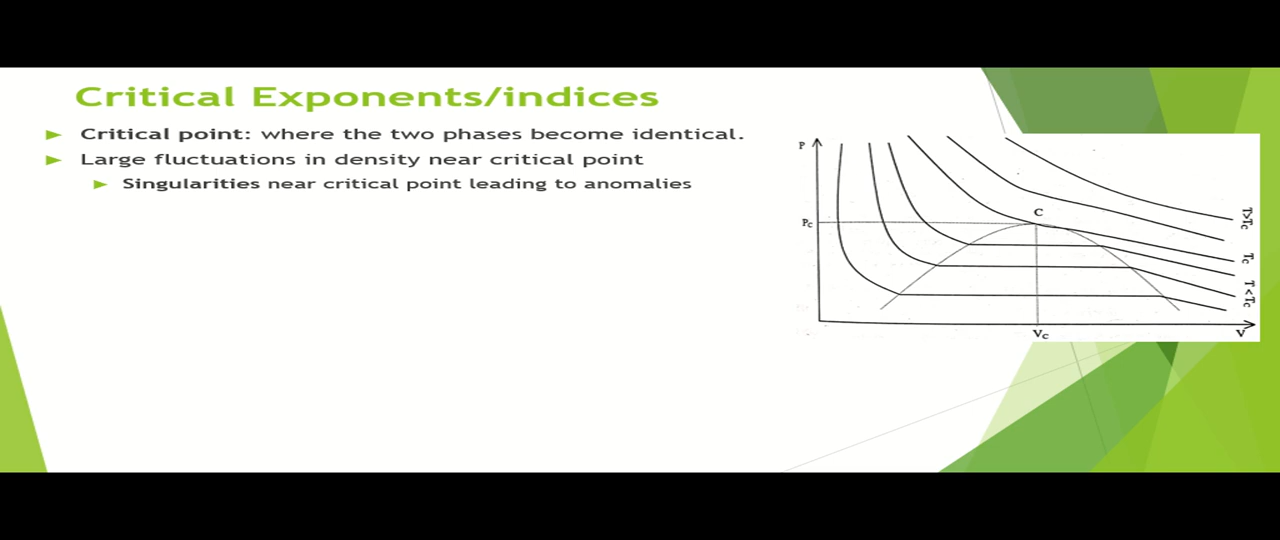 Critical Exponents/indices
Critical point: where the two phases become identical.
Large fluctuations in density near critical point
Singularities near critical point leading to anomalies
P
Pc
C
T>Tc
Tc
T<Tc
Vc
V